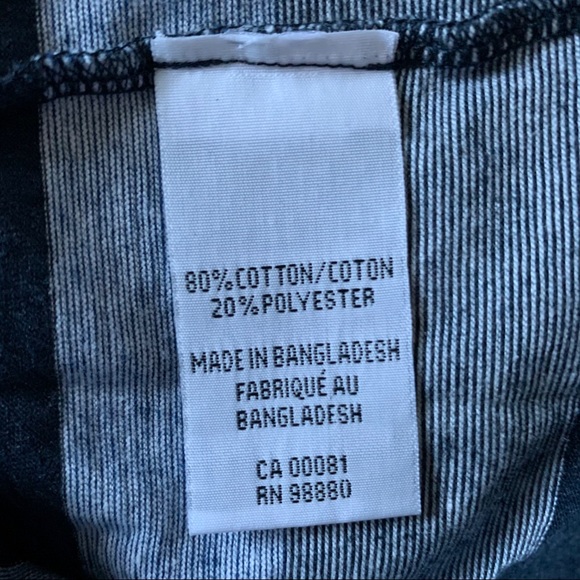 80% COTTON/COTON
20% POLYESTER
MADE IN BANGLADESH
FABRIQUÉ AU
BANGLADESH
CA 00081
RN 98880